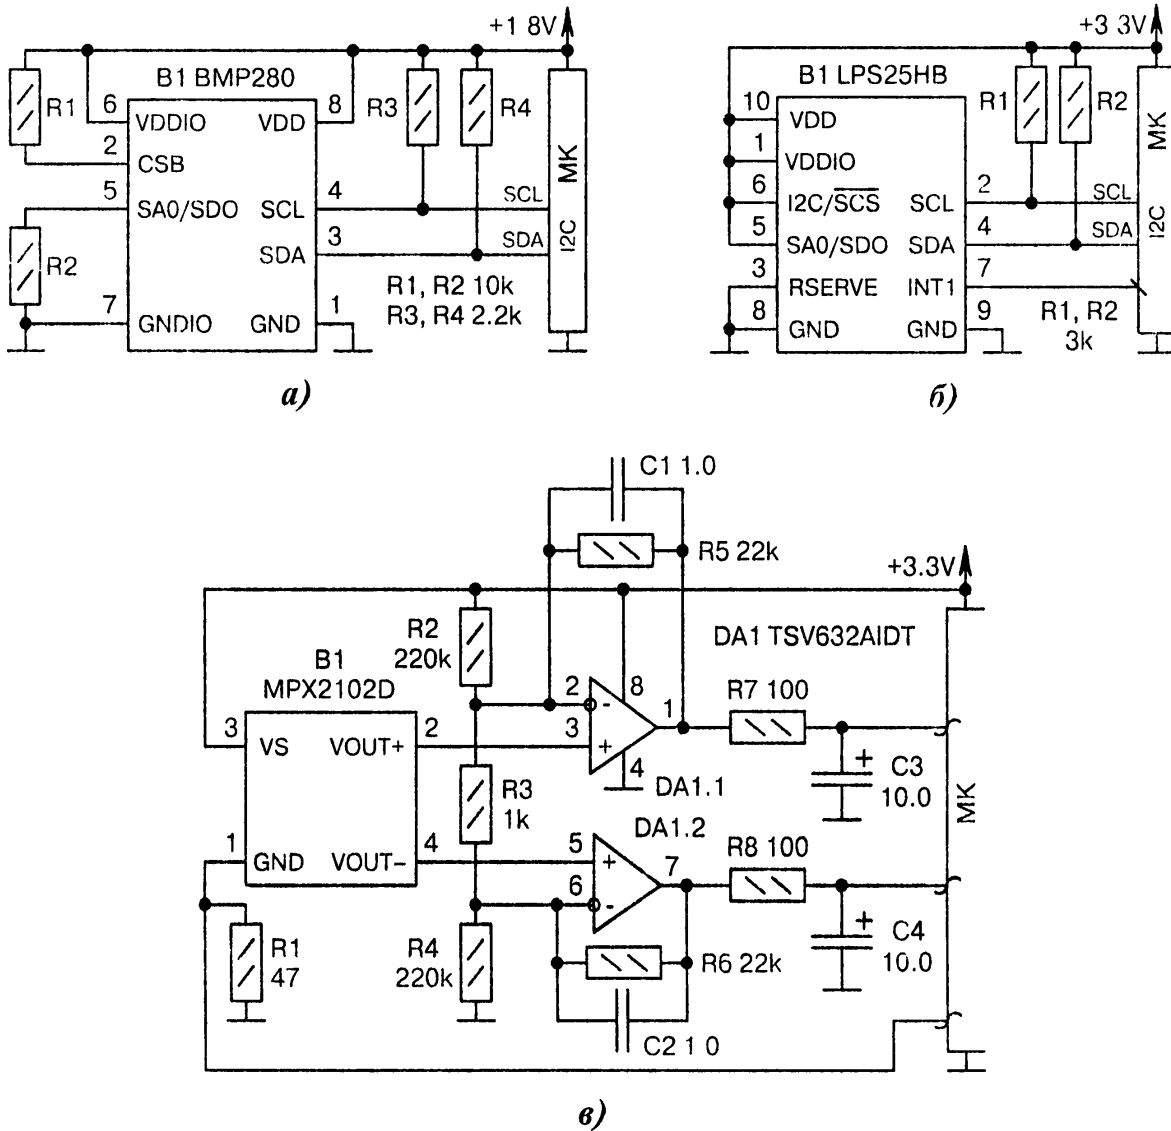 +1 8V
B1 BMP280
R1
R3
R4
6
VDDIO
VDD
8
2
CSB
5
SA0/SDO
SCL
4
SCL
SDA
3
SDA
R2
7
GNDIO
GND
1
R1, R2 10k
R3, R4 2.2k
МК
I2C
а)
+3 3V
B1 LPS25HB
R1
R2
10
VDD
1
VDDIO
6
I2C/SCS
SCL
2
SCL
5
SA0/SDO
SDA
4
SDA
3
RSERVE
INT1
7
8
GND
GND
9
R1, R2
3k
МК
I2C
б)
C1 1.0
R5 22k
+3.3V
R2
220k
DA1 TSV632AIDT
B1
MPX2102D
2
8
1
R7 100
3
VS
VOUT+
2
3
4
DA1.1
R3
1k
C3
10.0
МК
DA1.2
1
GND
VOUT–
4
5
6
7
R8 100
R1
47
R4
220k
R6 22k
C4
10.0
C2 1 0
в)